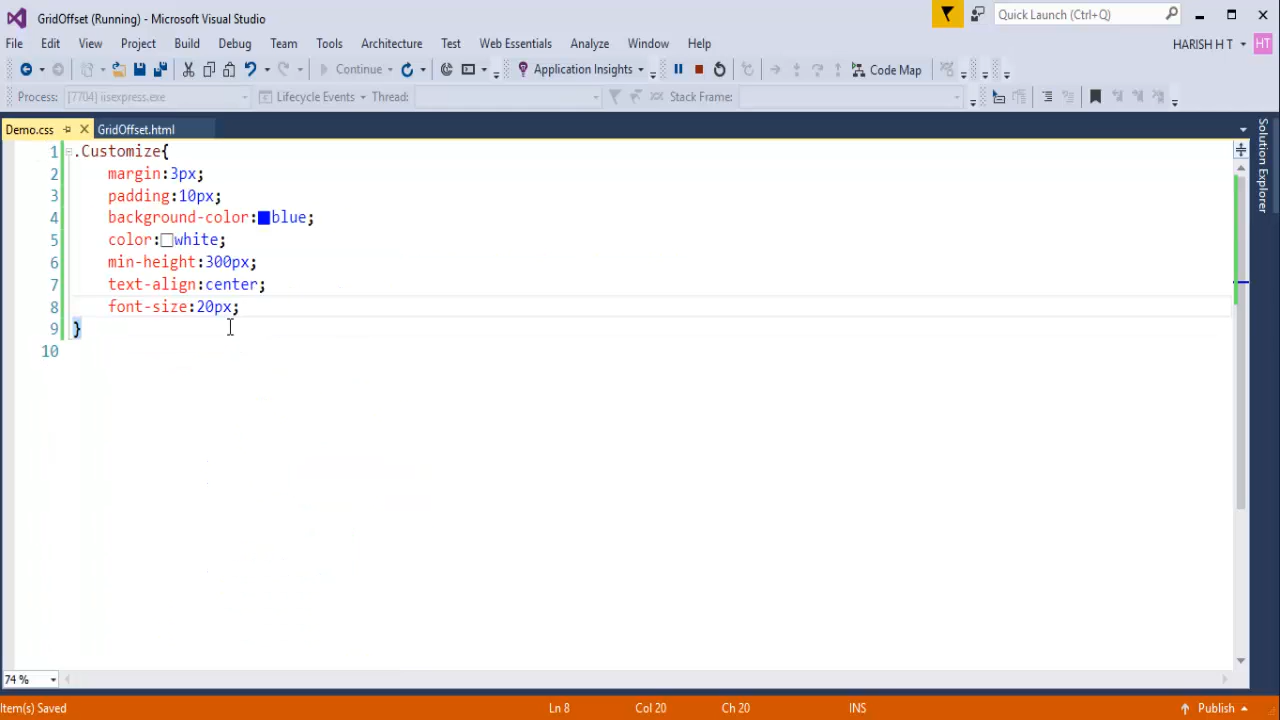 GridOffset (Running) - Microsoft Visual Studio
Quick Launch (Ctrl+Q)
File Edit View Project Build Debug Team Tools Architecture Test Web Essentials Analyze Window Help
HARISH H T HT
Continue Application Insights Code Map
Process: [7704] iisexpress.exe Lifecycle Events Thread: Stack Frame:
Demo.css GridOffset.html
Solution Explorer
1 .Customize{
2 margin:3px;
3 padding:10px;
4 background-color:blue;
5 color:white;
6 min-height:300px;
7 text-align:center;
8 font-size:20px;
9 }
10
74 %
Item(s) Saved Ln 8 Col 20 Ch 20 INS Publish